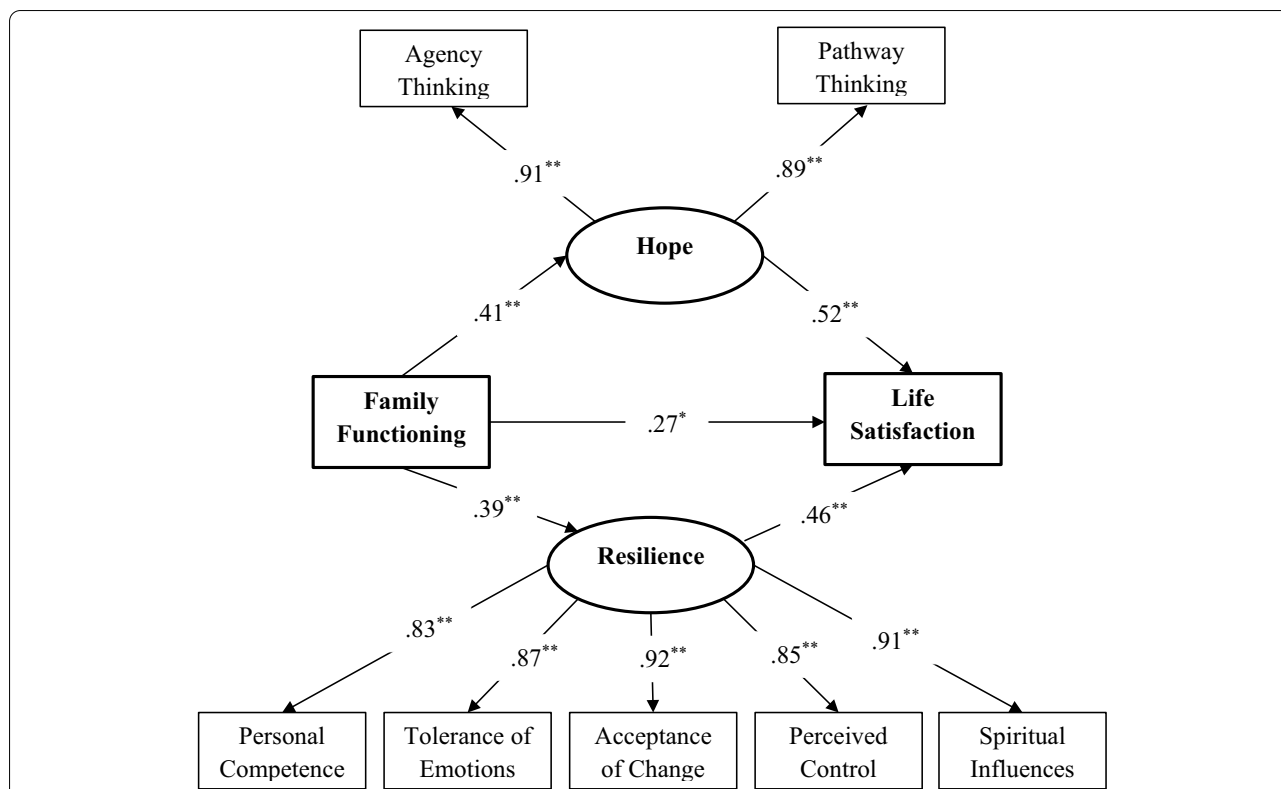 Agency
Thinking
Pathway
Thinking
.91**
.89**
Hope
.41**
.52**
Family
Functioning
.27*
Life
Satisfaction
.39**
.46**
Resilience
.83**
.87**
.92**
.85**
.91**
Personal
Competence
Tolerance of
Emotions
Acceptance
of Change
Perceived
Control
Spiritual
Influences